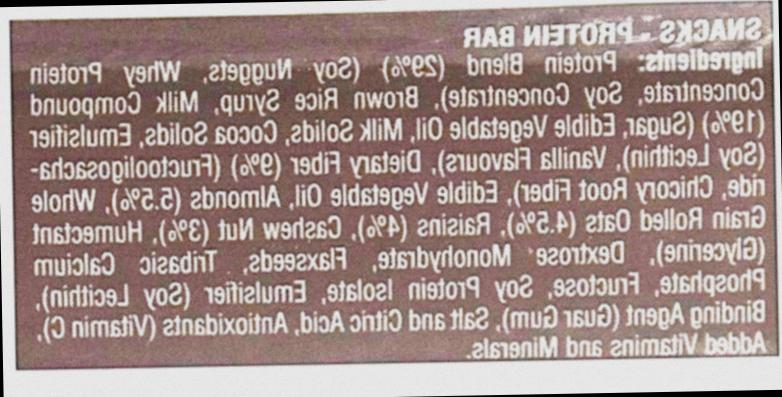 SNACKS - PROTEIN BAR
Ingredients: Protein Blend (29%) (Soy Nuggets, Whey Protein
Concentrate, Soy Concentrate), Brown Rice Syrup, Milk Compound
(19%) (Sugar, Edible Vegetable Oil, Milk Solids, Cocoa Solids, Emulsifier
(Soy Lecithin), Vanilla Flavours), Dietary Fiber (9%) (Fructooligosacha-
ride, Chicory Root Fiber), Edible Vegetable Oil, Almonds (5.5%), Whole
Grain Rolled Oats (4.5%), Raisins (4%), Cashew Nut (3%), Humectant
(Glycerine), Dextrose Monohydrate, Flaxseeds, Tribasic Calcium
Phosphate, Fructose, Soy Protein Isolate, Emulsifier (Soy Lecithin),
Binding Agent (Guar Gum), Salt and Citric Acid, Antioxidants (Vitamin C),
Added Vitamins and Minerals.